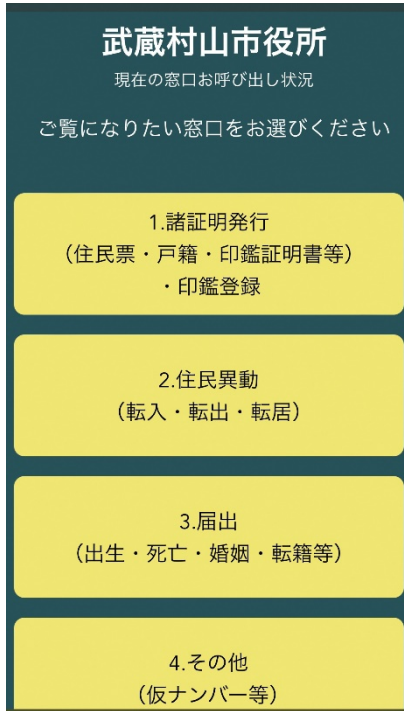 武蔵村山市役所
現在の窓口お呼び出し状況
ご覧になりたい窓口をお選びください
1.諸証明発行
（住民票・戸籍・印鑑証明書等）
・印鑑登録
2.住民異動
（転入・転出・転居）
3.届出
（出生・死亡・婚姻・転籍等）
4.その他
（仮ナンバー等）